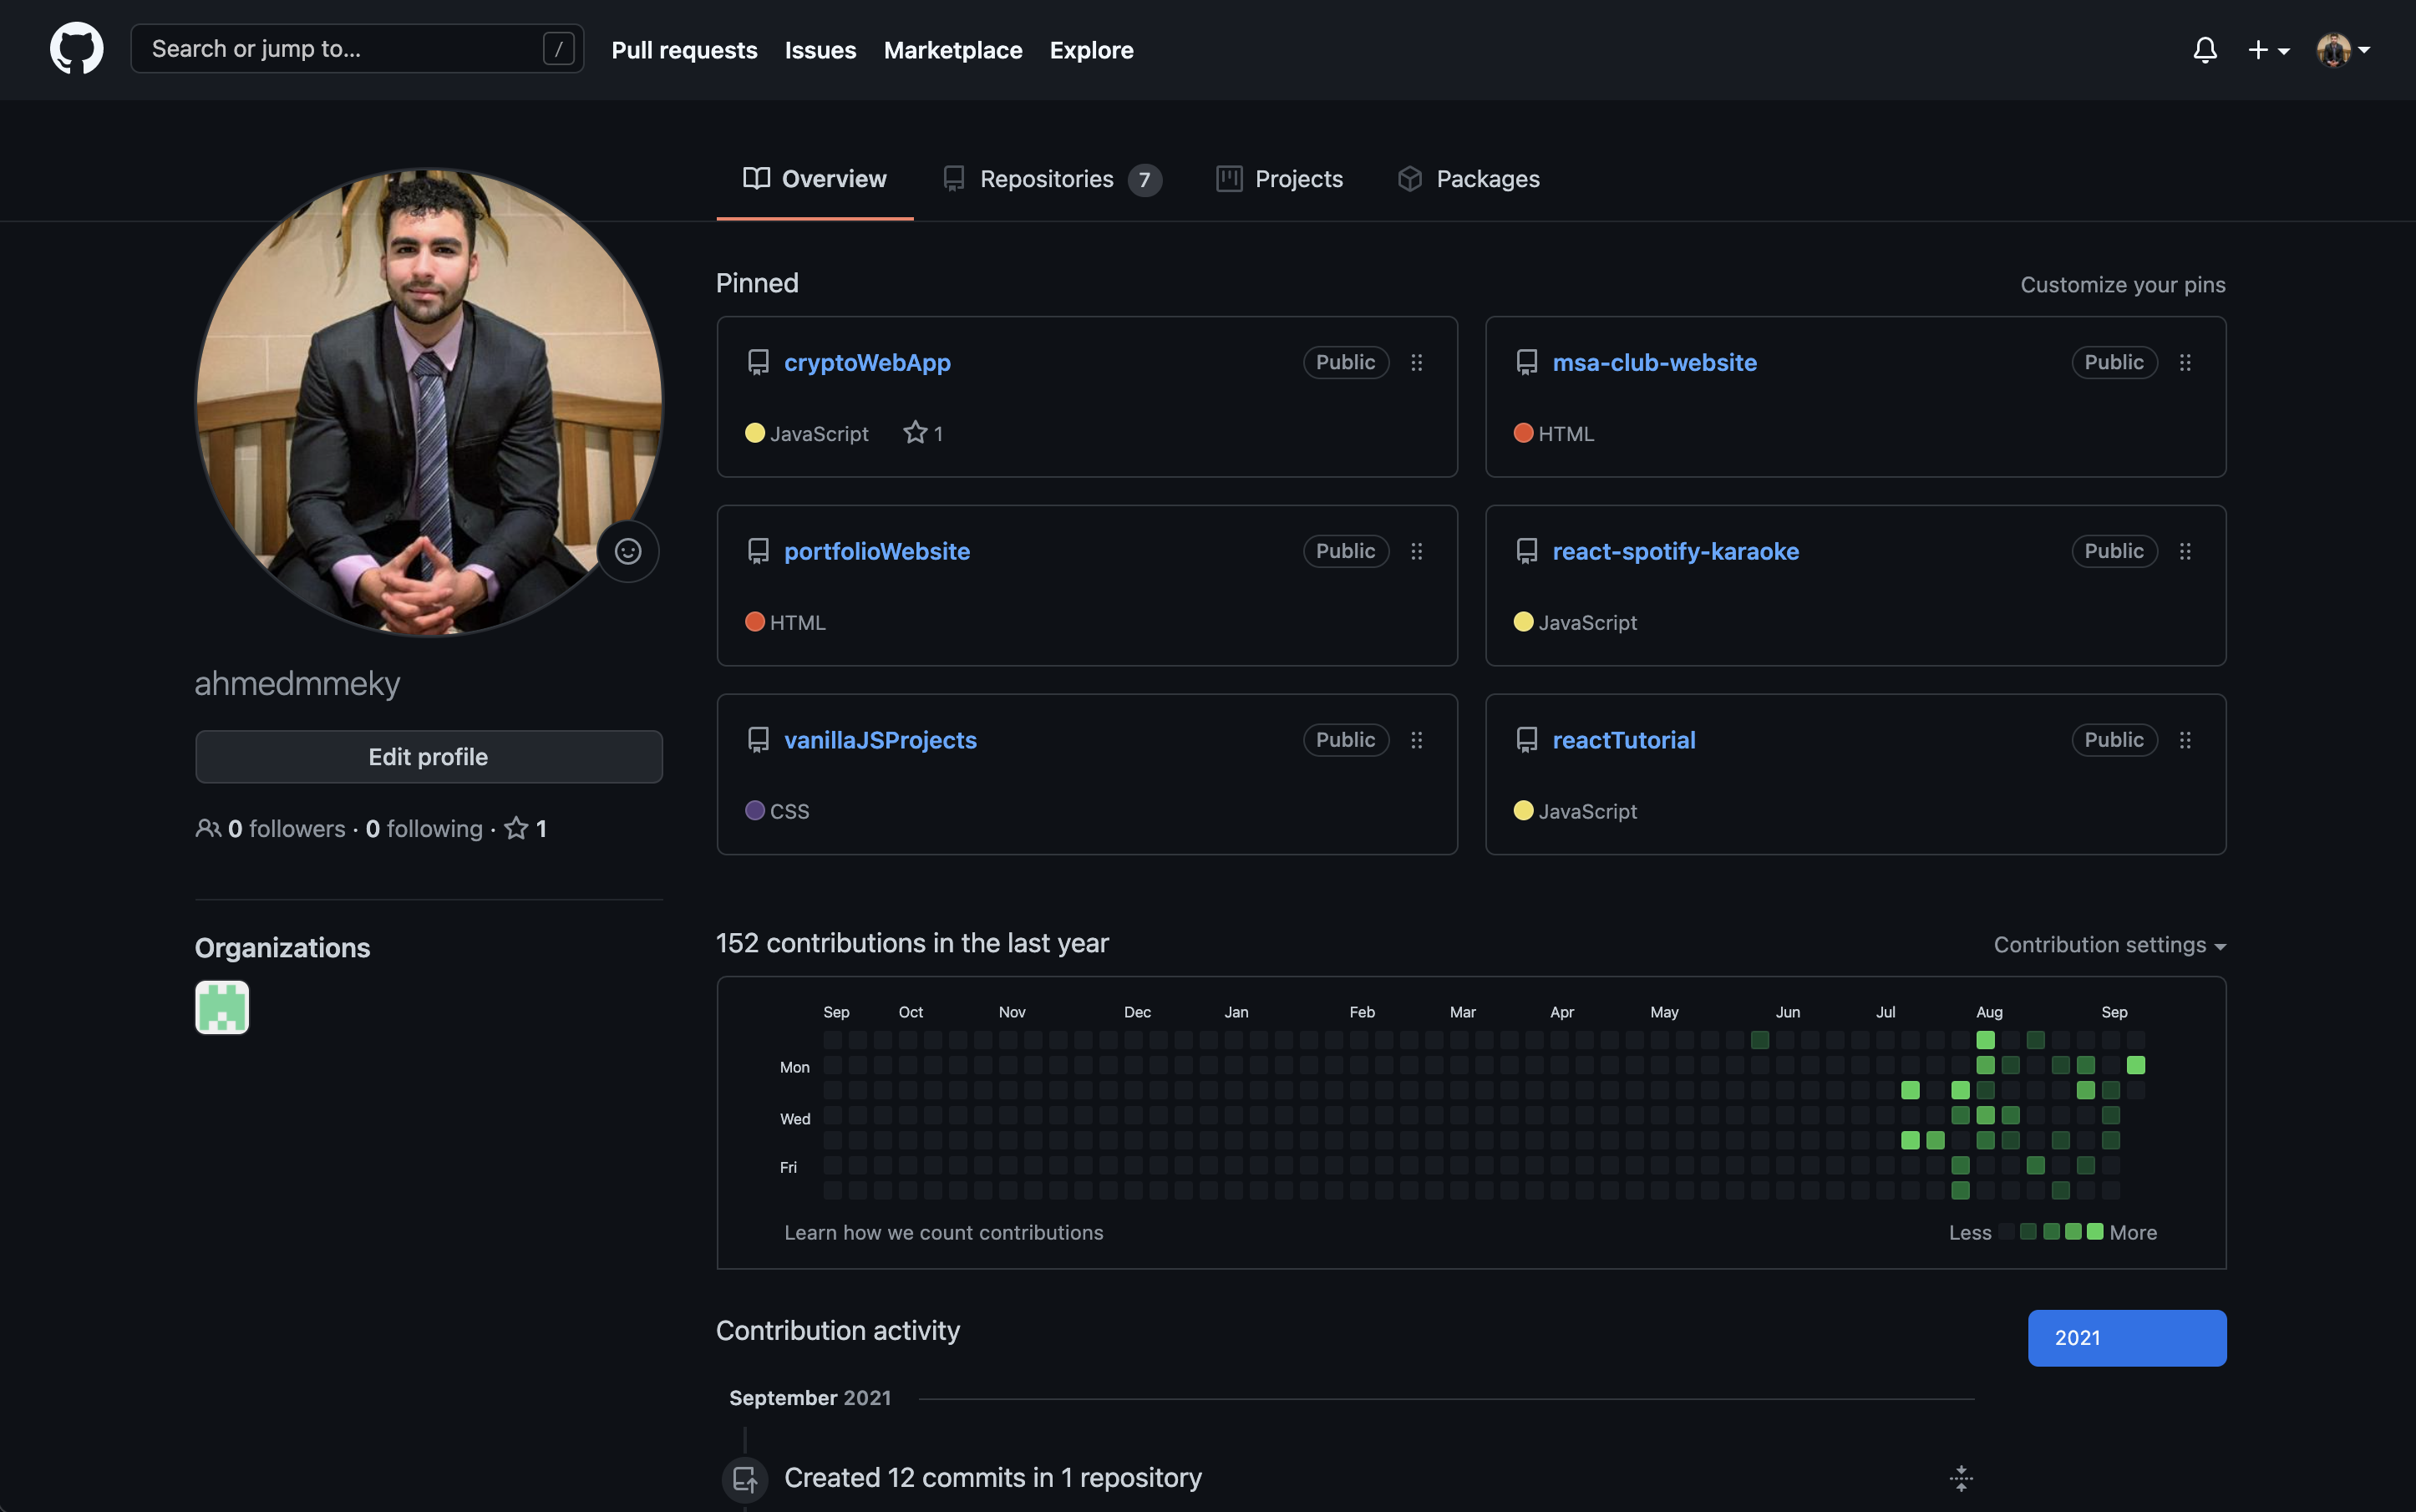 Search or jump to... /
Pull requests Issues Marketplace Explore
Overview Repositories 7 Projects Packages
ahmedmmeky
Edit profile
0 followers · 0 following · 1
Organizations
Pinned
Customize your pins
cryptoWebApp Public
JavaScript 1
msa-club-website Public
HTML
portfolioWebsite Public
HTML
react-spotify-karaoke Public
JavaScript
vanillaJSProjects Public
CSS
reactTutorial Public
JavaScript
152 contributions in the last year
Contribution settings
Sep Oct Nov Dec Jan Feb Mar Apr May Jun Jul Aug Sep
Mon
Wed
Fri
Learn how we count contributions
Less More
Contribution activity
2021
September 2021
Created 12 commits in 1 repository